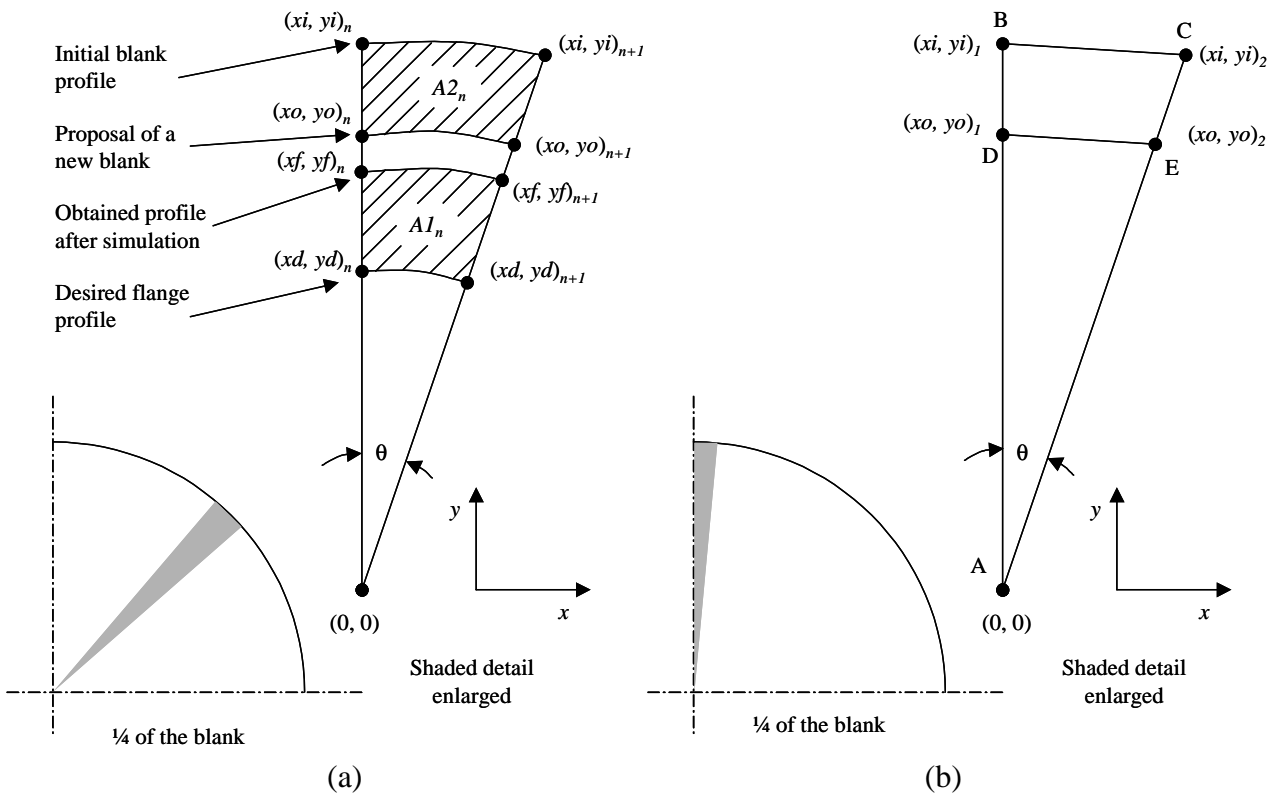 (xi, yi)n
Initial blank
profile
(xi, yi)n+1
A2n
(xo, yo)n
Proposal of a
new blank
(xo, yo)n+1
(xf, yf)n
(xf, yf)n+1
Obtained profile
after simulation
A1n
(xd, yd)n
(xd, yd)n+1
Desired flange
profile
θ
y
x
(0, 0)
Shaded detail
enlarged
¼ of the blank
(a)
B
C
(xi, yi)1
(xi, yi)2
(xo, yo)1
(xo, yo)2
D
E
θ
y
A
x
(0, 0)
Shaded detail
enlarged
¼ of the blank
(b)